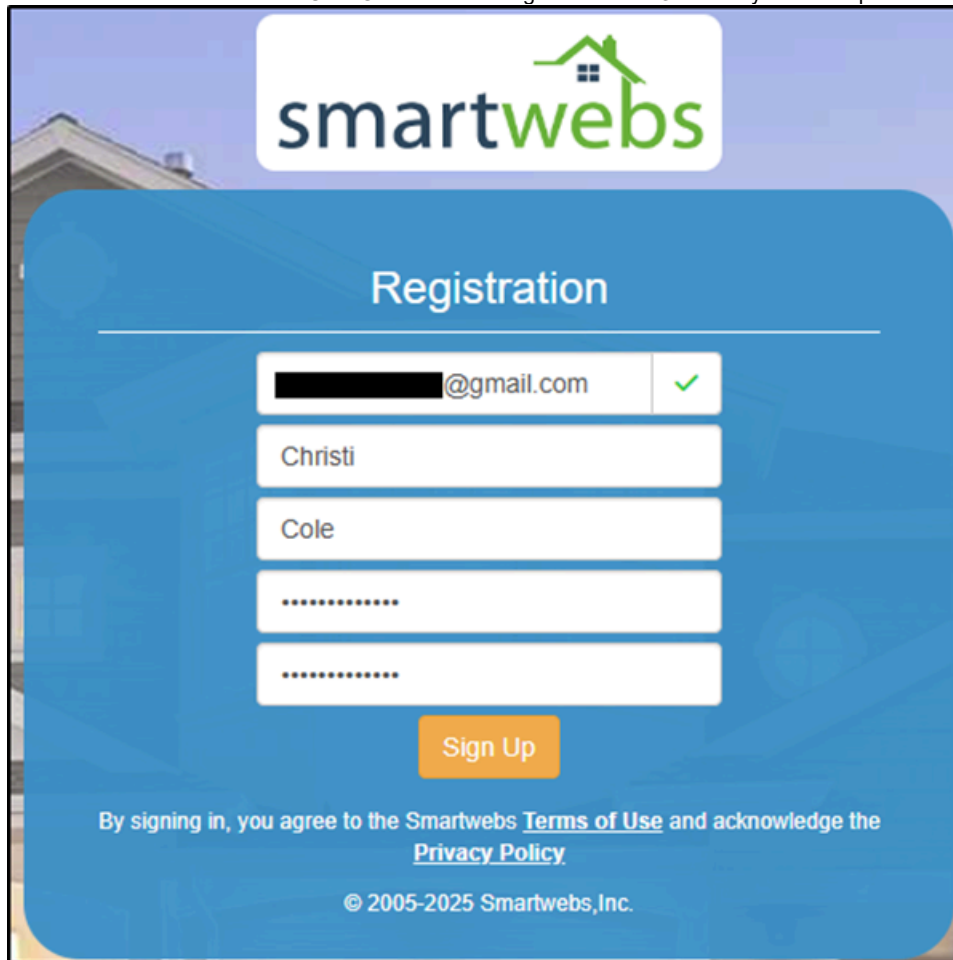 smartwebs
Registration
@gmail.com
Christi
Cole
•••••••••••••
•••••••••••••
Sign Up
By signing in, you agree to the Smartwebs Terms of Use and acknowledge the
Privacy Policy
© 2005-2025 Smartwebs,Inc.